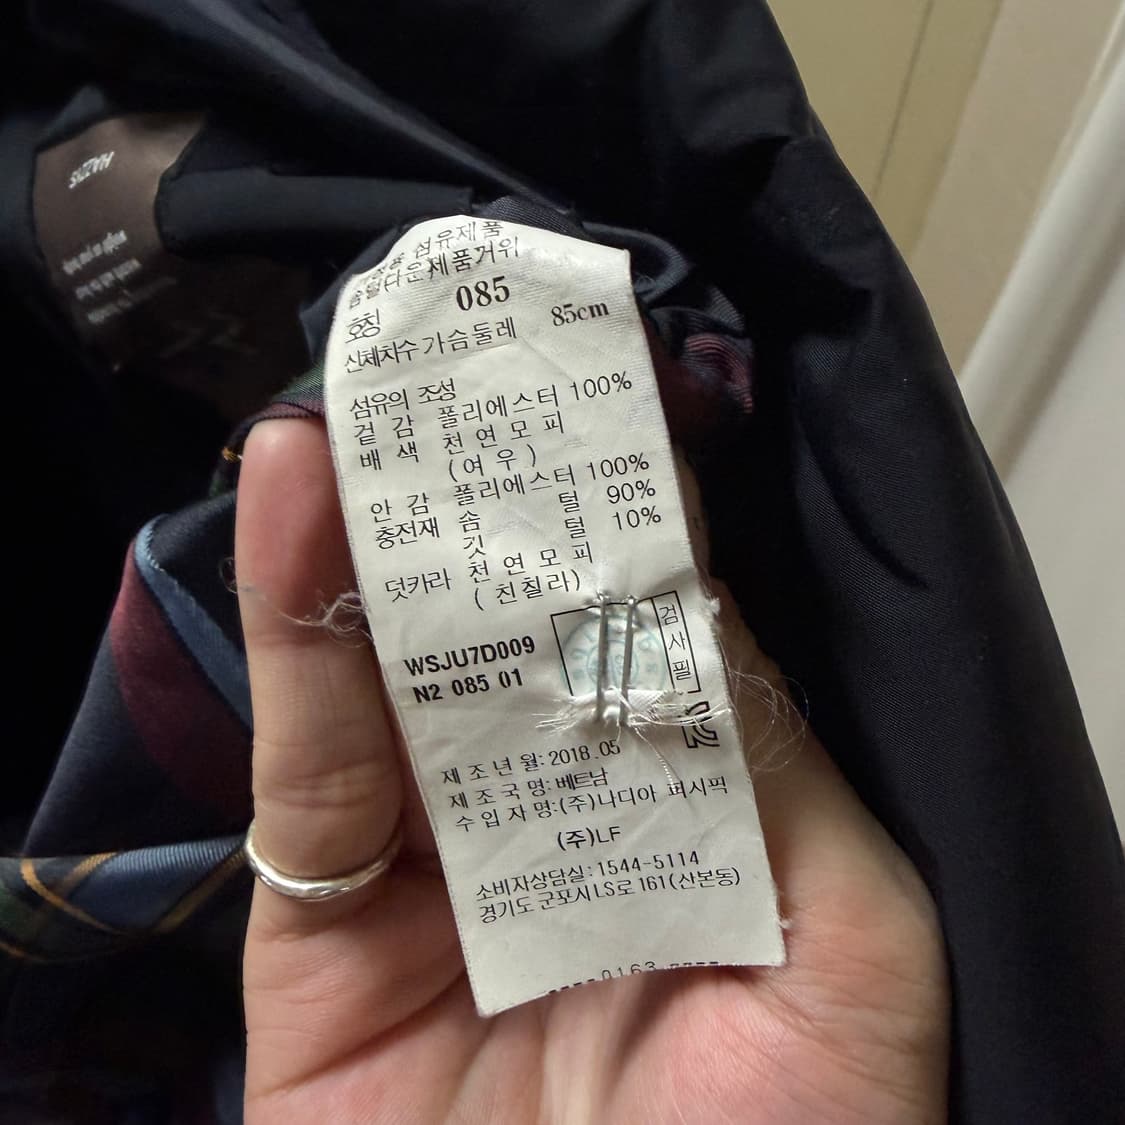 HAZZYS
섬유제품
제품거위
호칭 085
신체치수 가슴둘레 85cm
섬유의 조성
겉 감 폴리에스터 100%
배 색 천 연 모 피
(여 우)
안 감 폴리에스터 100%
충전재 솜 털 90%
깃 털 10%
덧카라 천 연 모 피
(친칠라)
WSJU7D009
N2 085 01
검사필
제 조 년 월: 2018.05
제 조 국 명: 베트남
수 입 자 명:(주)나디아 퍼시픽
(주)LF
소비자상담실: 1544-5114
경기도 군포시 LS로 161(산본동)
0163